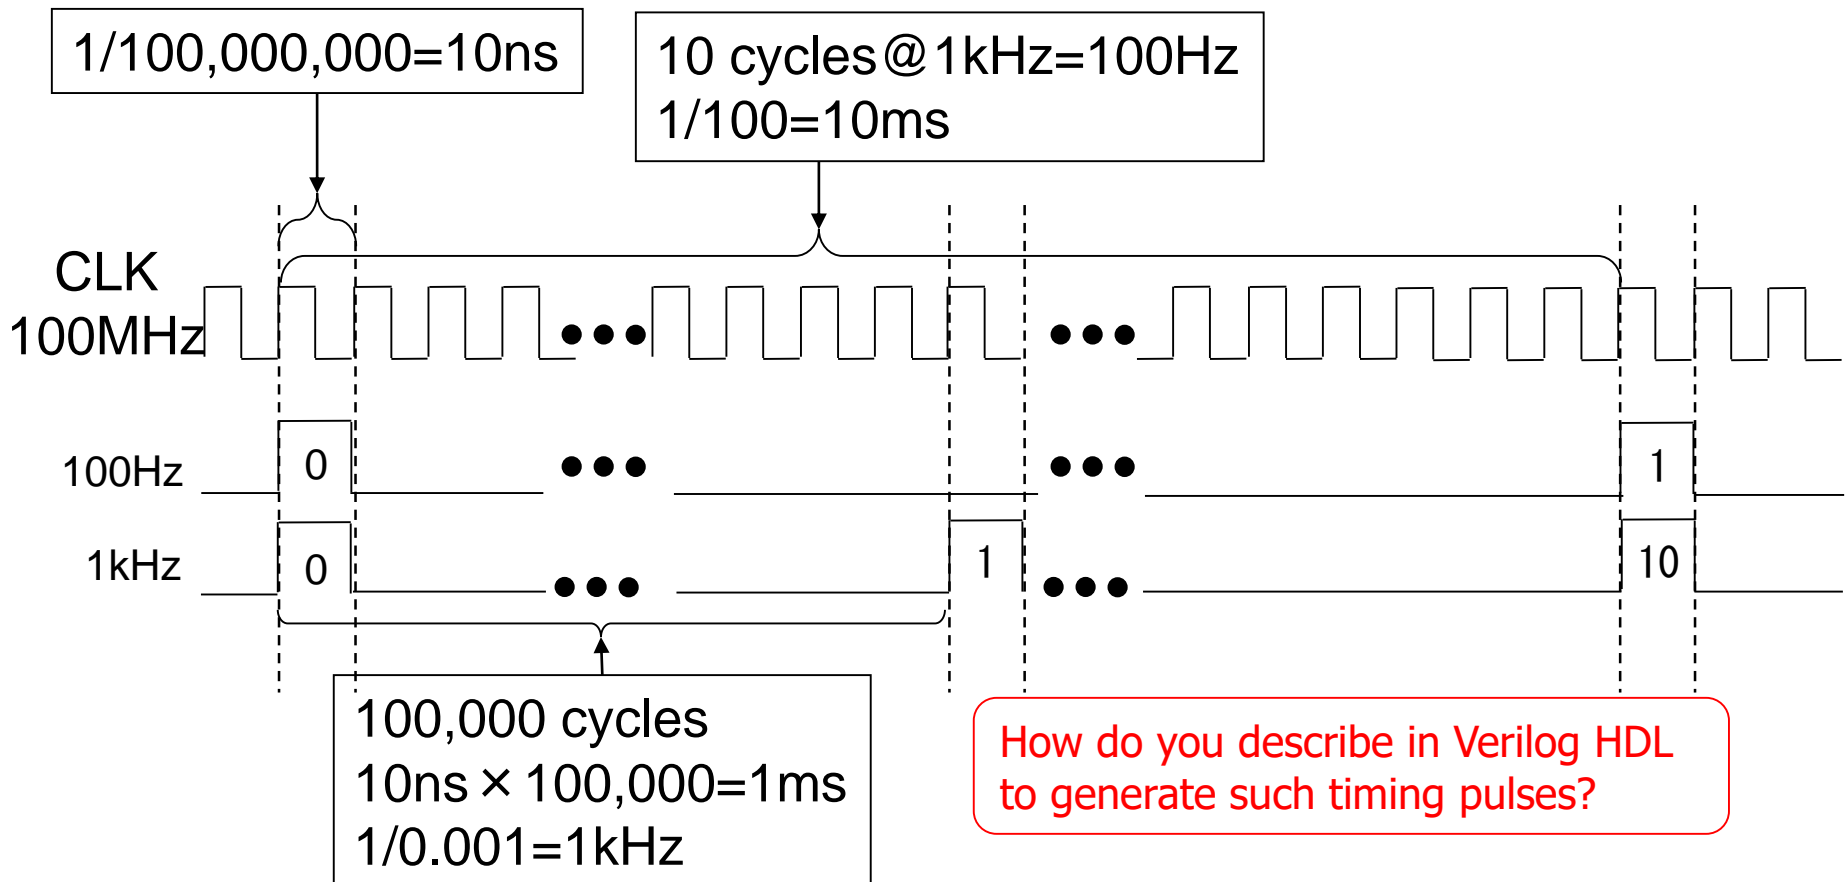 1/100,000,000=10ns
10 cycles@1kHz=100Hz
1/100=10ms
CLK
100MHz
100Hz
0
1
1kHz
0
1
10
100,000 cycles
10ns×100,000=1ms
1/0.001=1kHz
How do you describe in Verilog HDL
to generate such timing pulses?